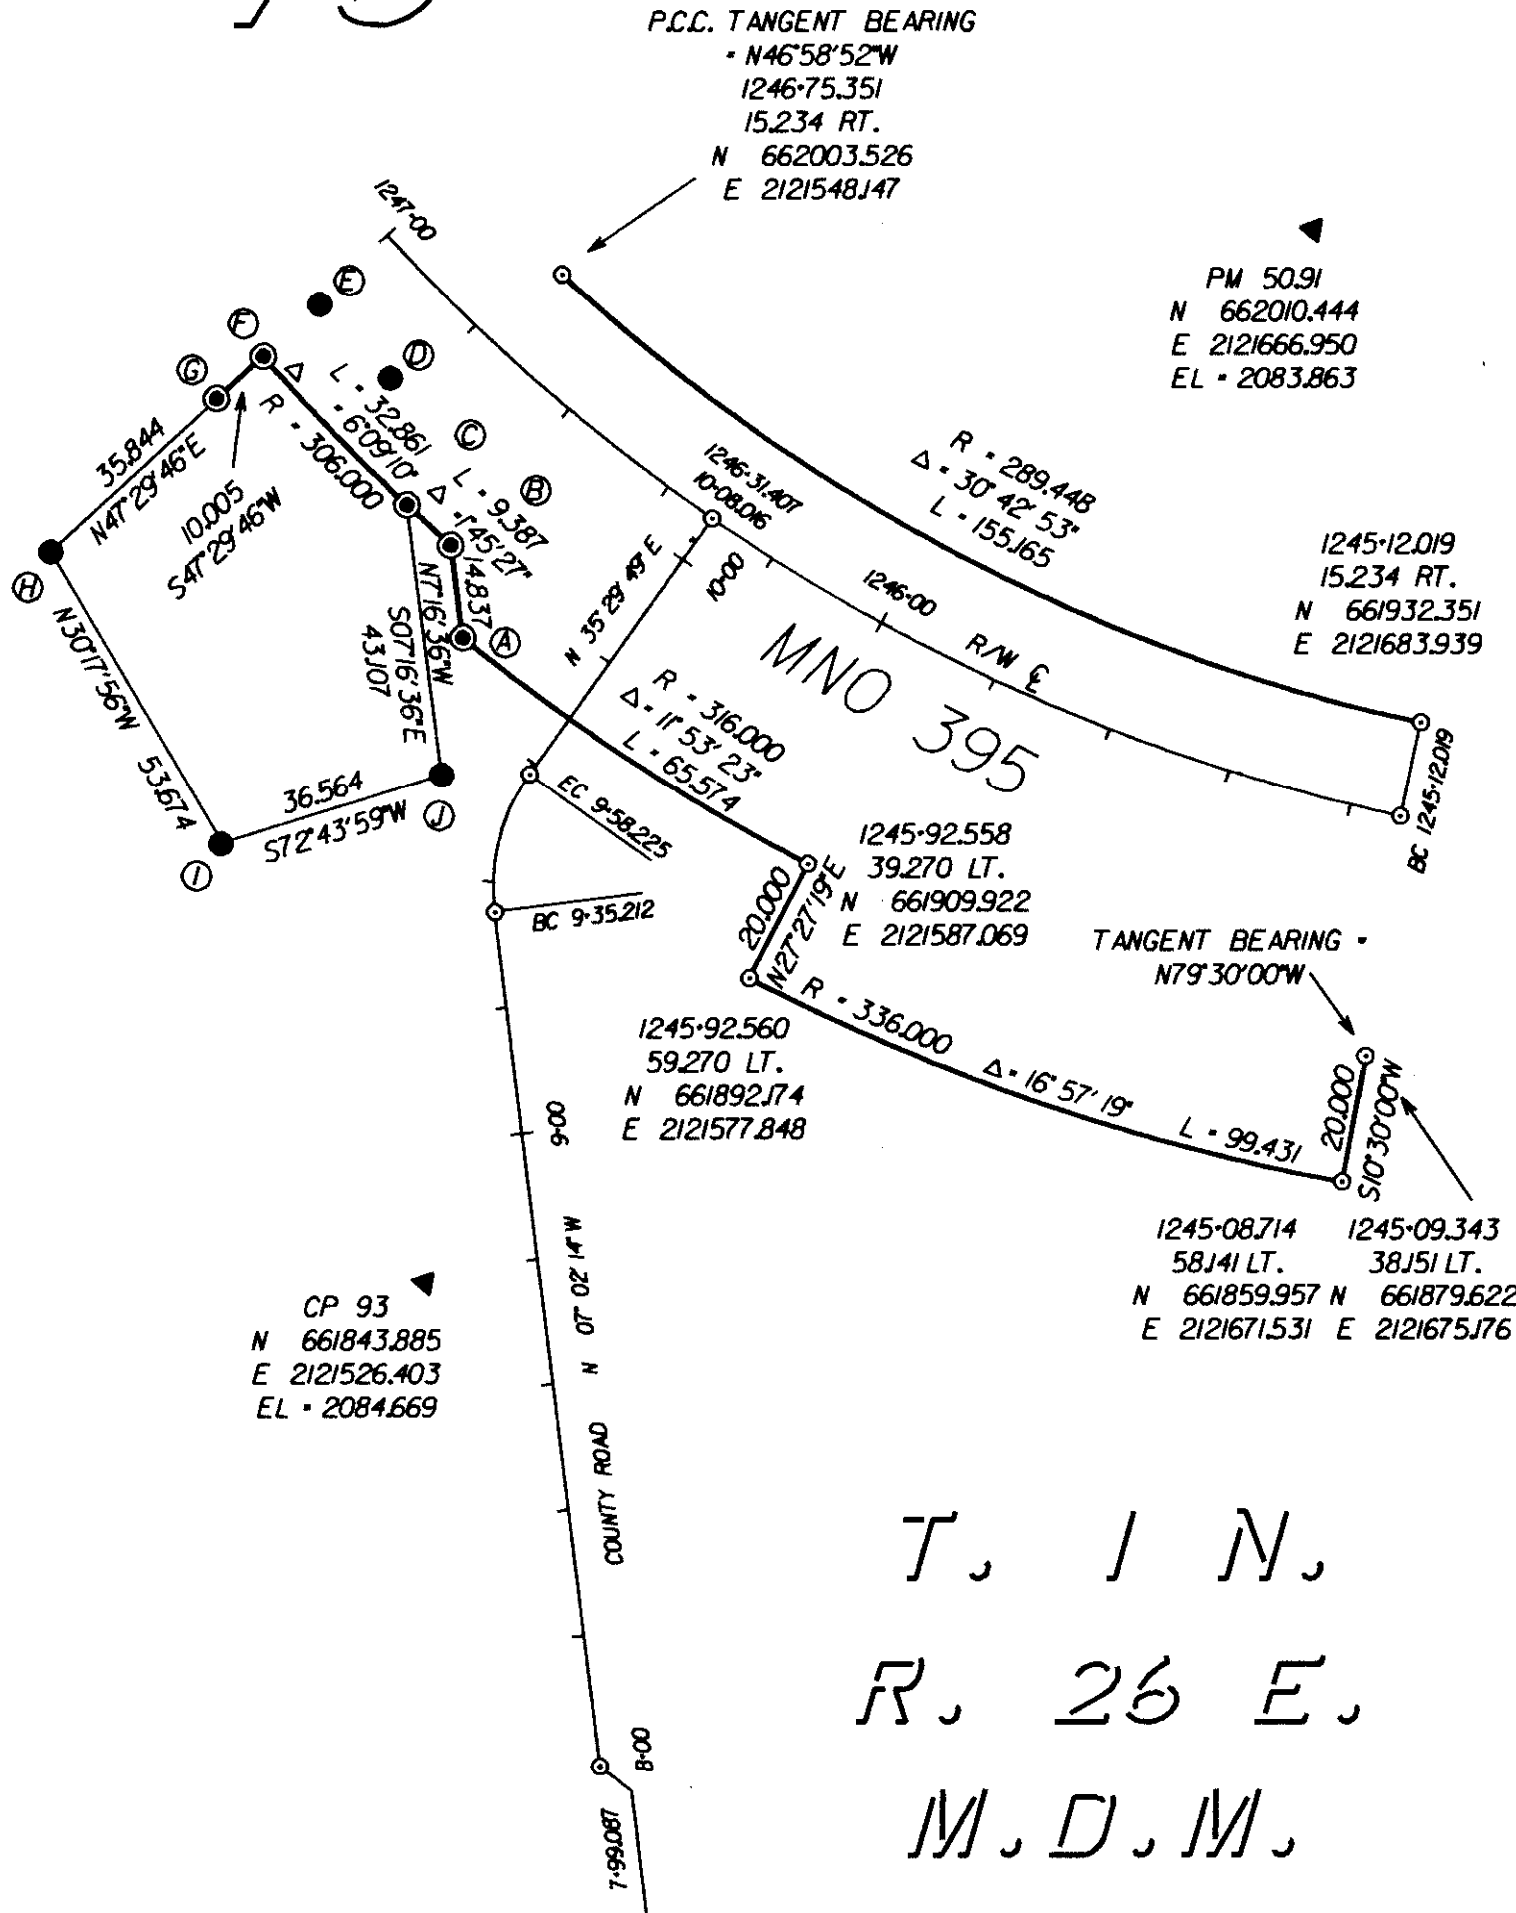 P.C.C. TANGENT BEARING
= N46°58'52"W
1246+75.351
15.234 RT.
N 662003.526
E 2121548.147
1247+00
PM 50.91
N 662010.444
E 2121666.950
EL = 2083.863
E
F
D
G
C
B
L = 32.861
Δ = 6°09'10"
R = 306.000
L = 9.387
Δ = 1°45'27"
35.844
N47°29'46"E
10.005
S47°29'46"W
H
N30°17'56"W
53.674
14.837
N7°16'36"W
S07°16'36"E
43.107
A
36.564
S72°43'59"W
I
J
1246+31.407
10+08.016
10+00
N 35°29'49" E
R = 289.448
Δ = 30°42'53"
L = 155.165
1246+00
R/W ℄
MNO 395
1245+12.019
15.234 RT.
N 661932.351
E 2121683.939
BC 1245+12.019
R = 316.000
Δ = 11°53'23"
L = 65.574
EC 9+58.225
BC 9+35.212
1245+92.558
39.270 LT.
N 661909.922
E 2121587.069
20.000
N27°27'19"E
TANGENT BEARING =
N79°30'00"W
R = 336.000
Δ = 16°57'19"
L = 99.431
1245+92.560
59.270 LT.
N 661892.174
E 2121577.848
20.000
S10°30'00"W
1245+08.714
58.141 LT.
N 661859.957
E 2121671.531
1245+09.343
38.151 LT.
N 661879.622
E 2121675.176
9+00
COUNTY ROAD N 07°02'14" W
CP 93
N 661843.885
E 2121526.403
EL = 2084.669
8+00
7+99.087
T. 1 N.
R. 26 E.
M.D.M.